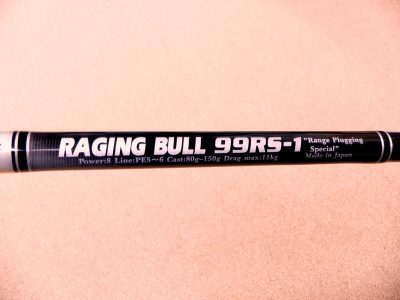 RAGING BULL 99RS-1 "Range Plugging Special"
Power:8 Line:PE5～6 Cast:80g~150g Drag max:11kg Made in Japan